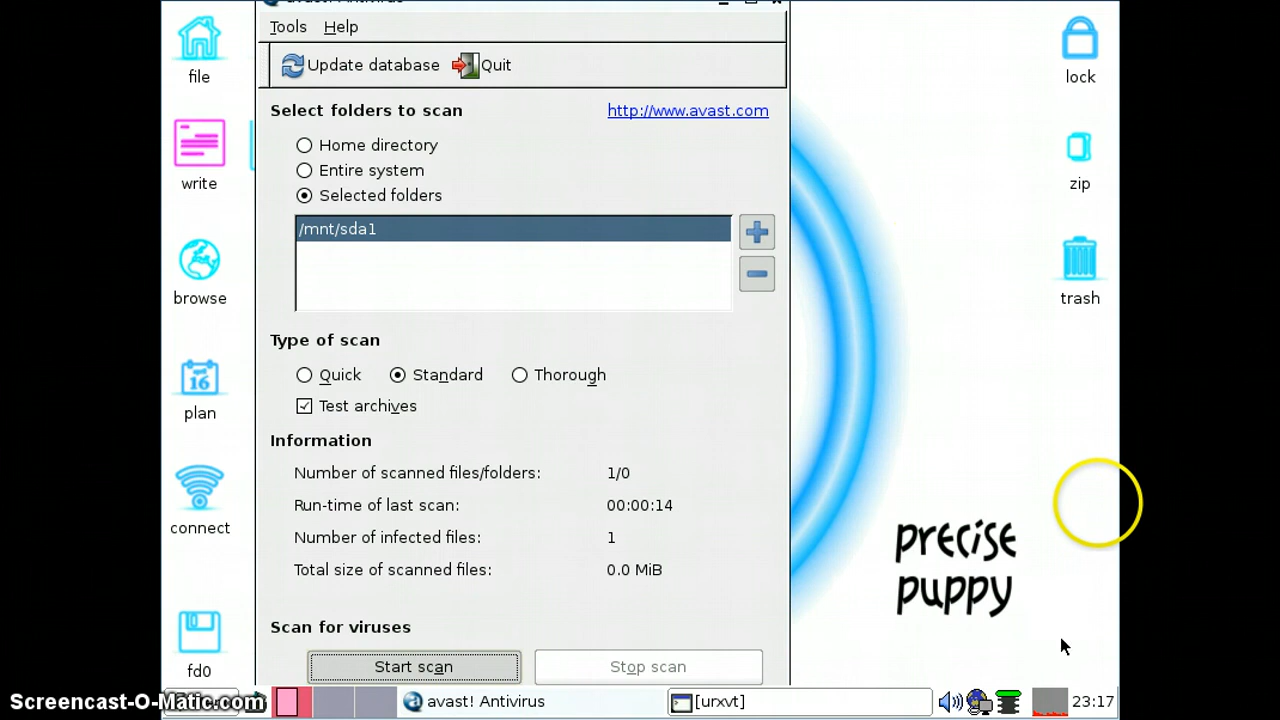 avast! Antivirus
Tools Help
Update database Quit
Select folders to scan http://www.avast.com
Home directory
Entire system
Selected folders
/mnt/sda1
Type of scan
Quick Standard Thorough
Test archives
Information
Number of scanned files/folders: 1/0
Run-time of last scan: 00:00:14
Number of infected files: 1
Total size of scanned files: 0.0 MiB
Scan for viruses
Start scan Stop scan
file
write
browse
plan
16
connect
fd0
lock
zip
trash
precise
puppy
avast! Antivirus
[urxvt]
23:17
Screencast-O-Matic.com